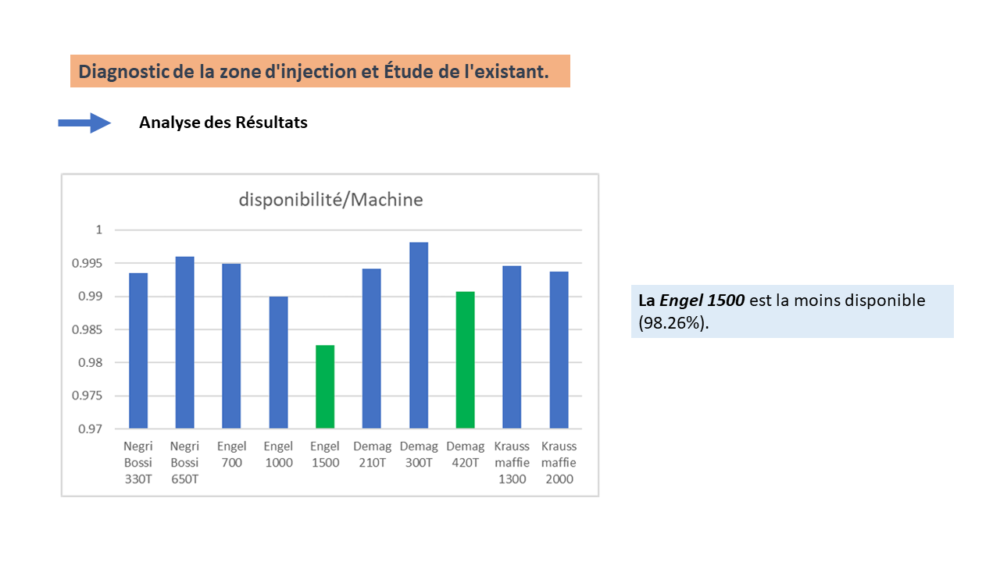 Diagnostic de la zone d'injection et Étude de l'existant.
Analyse des Résultats
disponibilité/Machine
1
0.995
0.99
0.985
0.98
0.975
0.97
Negri Bossi 330T
Negri Bossi 650T
Engel 700
Engel 1000
Engel 1500
Demag 210T
Demag 300T
Demag 420T
Krauss maffie 1300
Krauss maffie 2000
La Engel 1500 est la moins disponible
(98.26%).